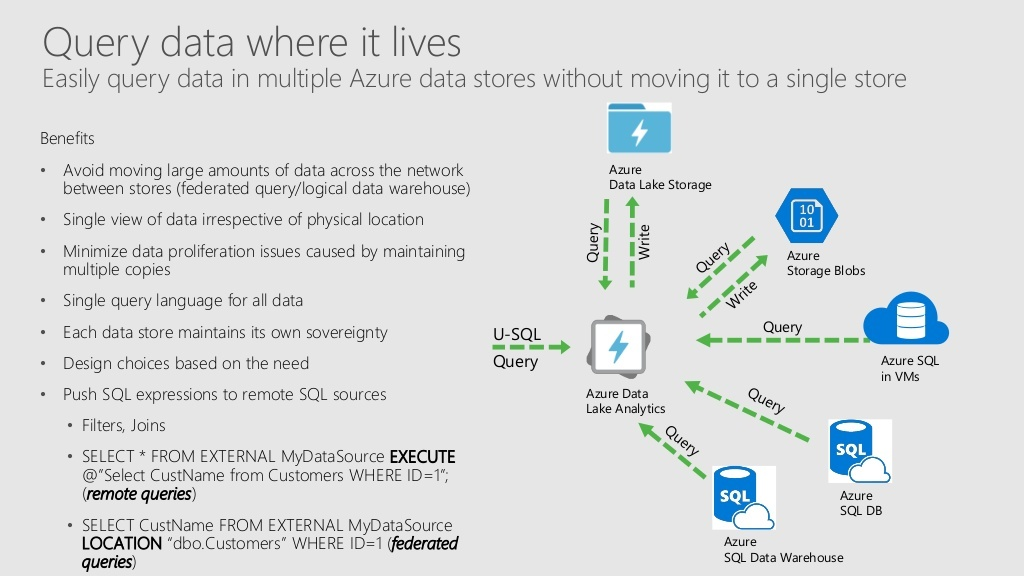 Query data where it lives
Easily query data in multiple Azure data stores without moving it to a single store
Benefits
• Avoid moving large amounts of data across the network
between stores (federated query/logical data warehouse)
• Single view of data irrespective of physical location
• Minimize data proliferation issues caused by maintaining
multiple copies
• Single query language for all data
• Each data store maintains its own sovereignty
• Design choices based on the need
• Push SQL expressions to remote SQL sources
• Filters, Joins
• SELECT * FROM EXTERNAL MyDataSource EXECUTE
@"Select CustName from Customers WHERE ID=1";
(remote queries)
• SELECT CustName FROM EXTERNAL MyDataSource
LOCATION "dbo.Customers" WHERE ID=1 (federated
queries)
Azure
Data Lake Storage
Query
Write
10
01
Azure
Storage Blobs
Query
Write
Query
Azure SQL
in VMs
U-SQL
Query
Azure Data
Lake Analytics
Query
SQL
Azure
SQL DB
Query
SQL
Azure
SQL Data Warehouse